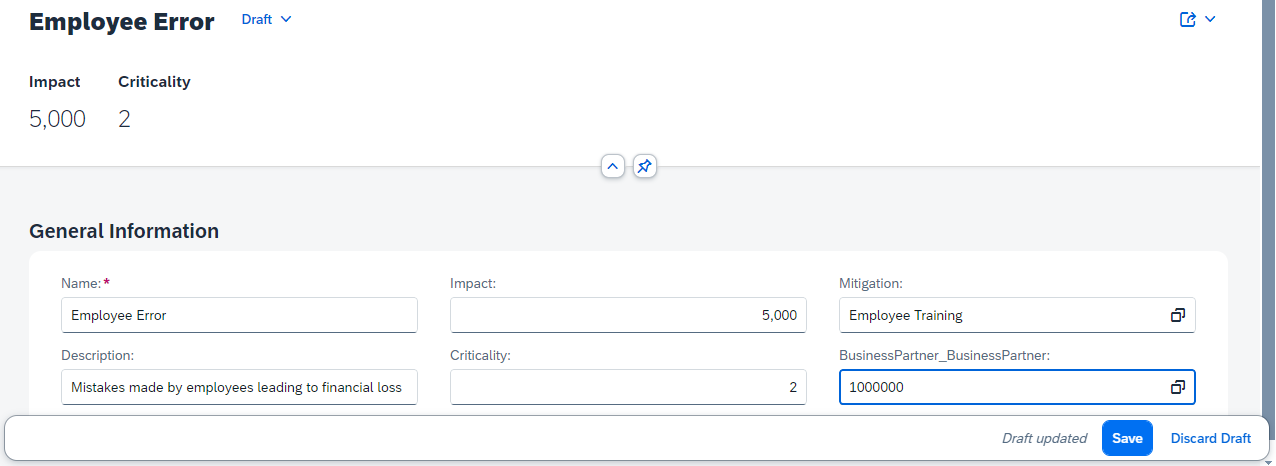 Employee Error Draft
Impact Criticality
5,000 2
General Information
Name:* Impact: Mitigation:
Employee Error 5,000 Employee Training
Description: Criticality: BusinessPartner_BusinessPartner:
Mistakes made by employees leading to financial loss 2 1000000
Draft updated Save Discard Draft